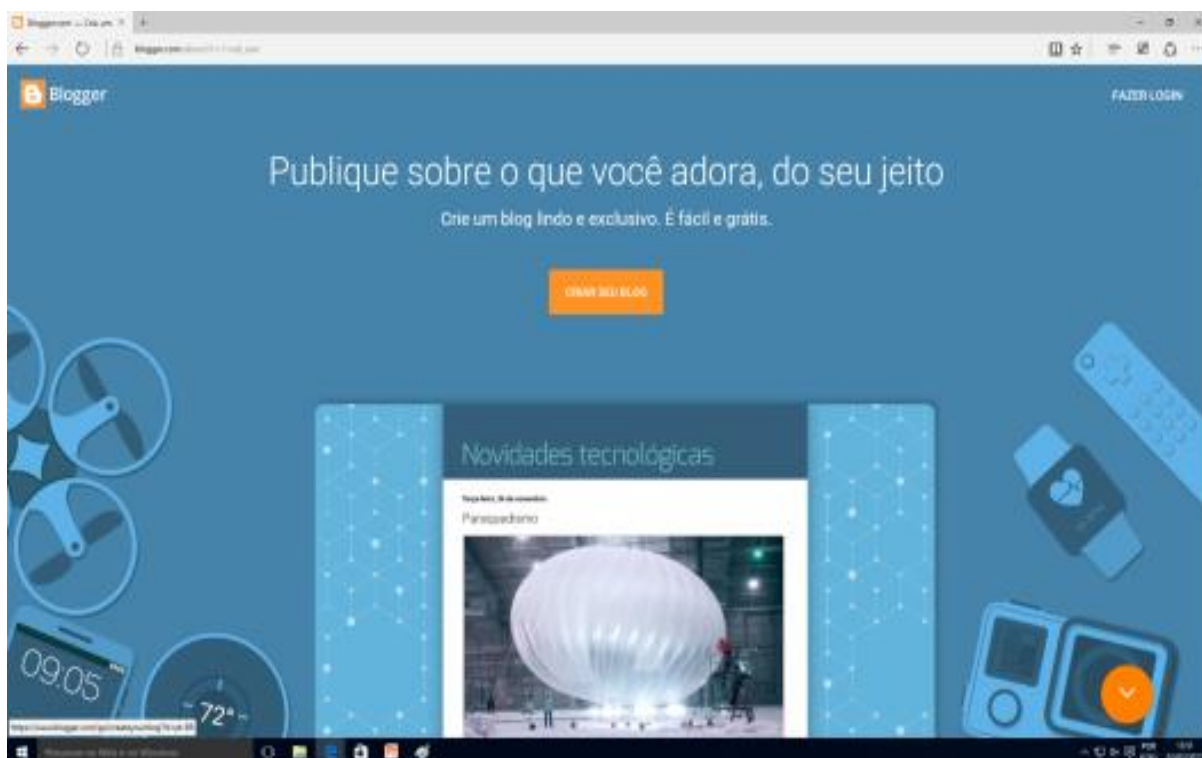 Blogger
FAZER LOGIN
Publique sobre o que você adora, do seu jeito
Crie um blog lindo e exclusivo. É fácil e grátis.
CRIAR SEU BLOG
Novidades tecnológicas
09:05
72°
POR